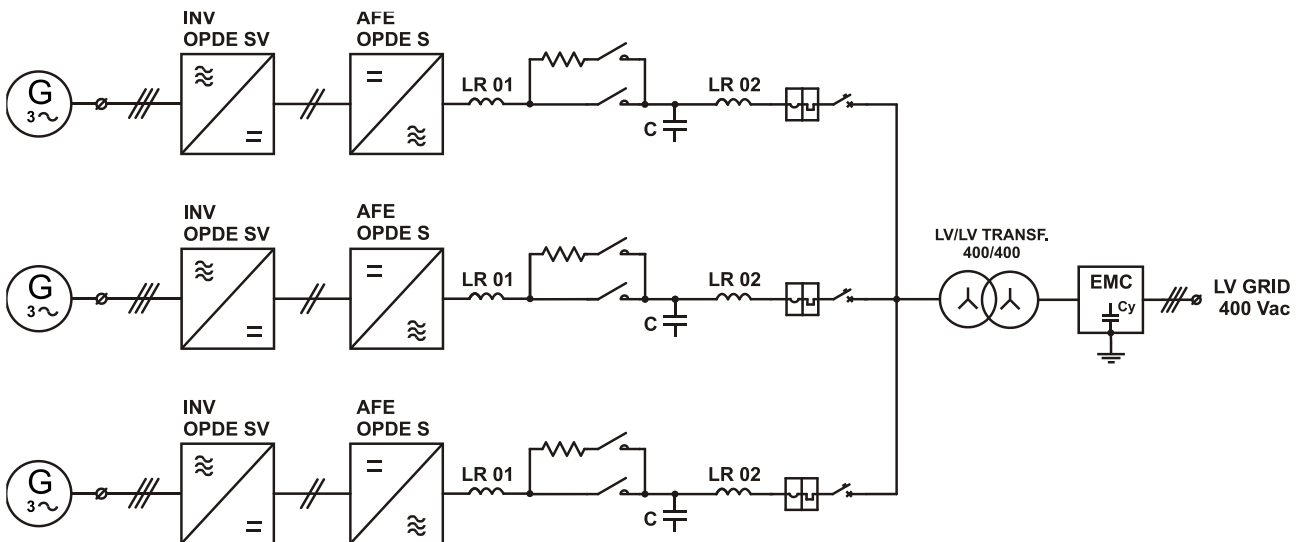 INV
OPDE SV
AFE
OPDE S
G
3~
LR 01
C
LR 02
INV
OPDE SV
AFE
OPDE S
G
3~
LR 01
C
LR 02
LV/LV TRANSF.
400/400
EMC
Cy
LV GRID
400 Vac
INV
OPDE SV
AFE
OPDE S
G
3~
LR 01
C
LR 02